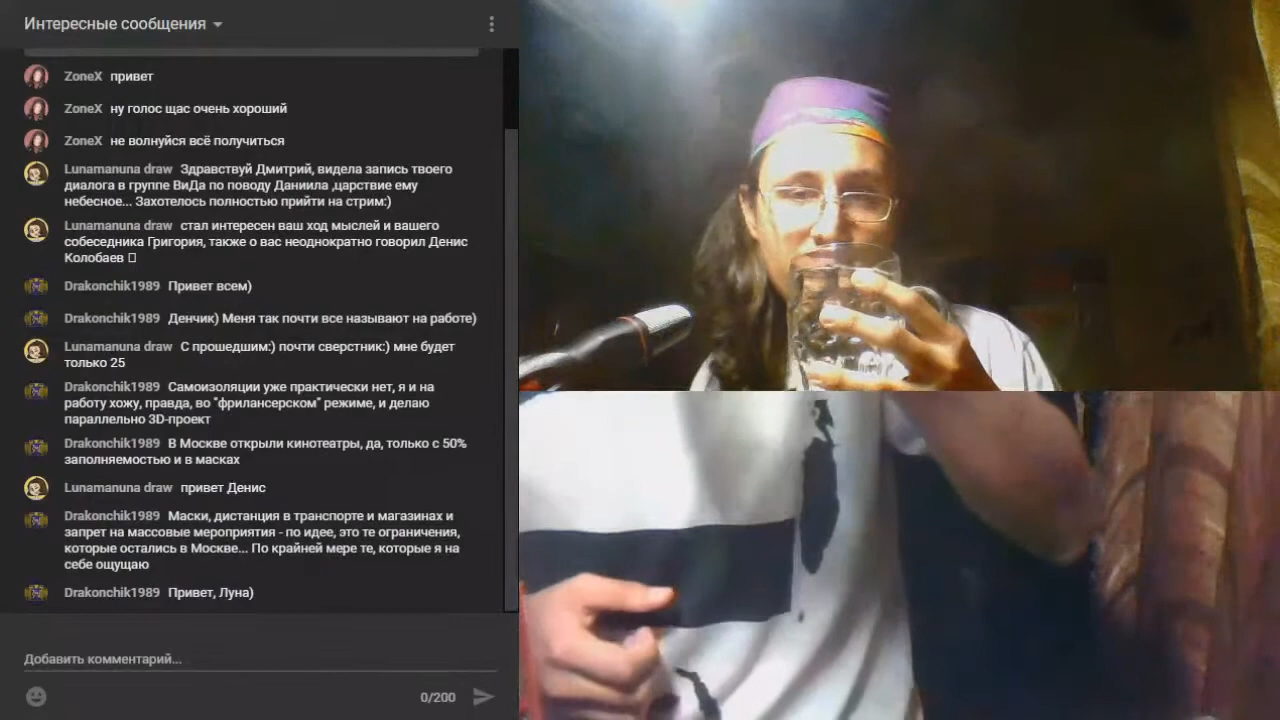 Интересные сообщения
ZoneX привет
ZoneX ну голос щас очень хороший
ZoneX не волнуйся всё получиться
Lunamanuna draw Здравствуй Дмитрий, видела запись твоего
диалога в группе ВиДа по поводу Даниила ,царствие ему
небесное... Захотелось полностью прийти на стрим:)
Lunamanuna draw стал интересен ваш ход мыслей и вашего
собеседника Григория, также о вас неоднократно говорил Денис
Колобаев
Drakonchik1989 Привет всем)
Drakonchik1989 Денчик) Меня так почти все называют на работе)
Lunamanuna draw С прошедшим:) почти сверстник:) мне будет
только 25
Drakonchik1989 Самоизоляции уже практически нет, я и на
работу хожу, правда, во "фрилансерском" режиме, и делаю
параллельно 3D-проект
Drakonchik1989 В Москве открыли кинотеатры, да, только с 50%
заполняемостью и в масках
Lunamanuna draw привет Денис
Drakonchik1989 Маски, дистанция в транспорте и магазинах и
запрет на массовые мероприятия - по идее, это те ограничения,
которые остались в Москве... По крайней мере те, которые я на
себе ощущаю
Drakonchik1989 Привет, Луна)
Добавить комментарий...
0/200